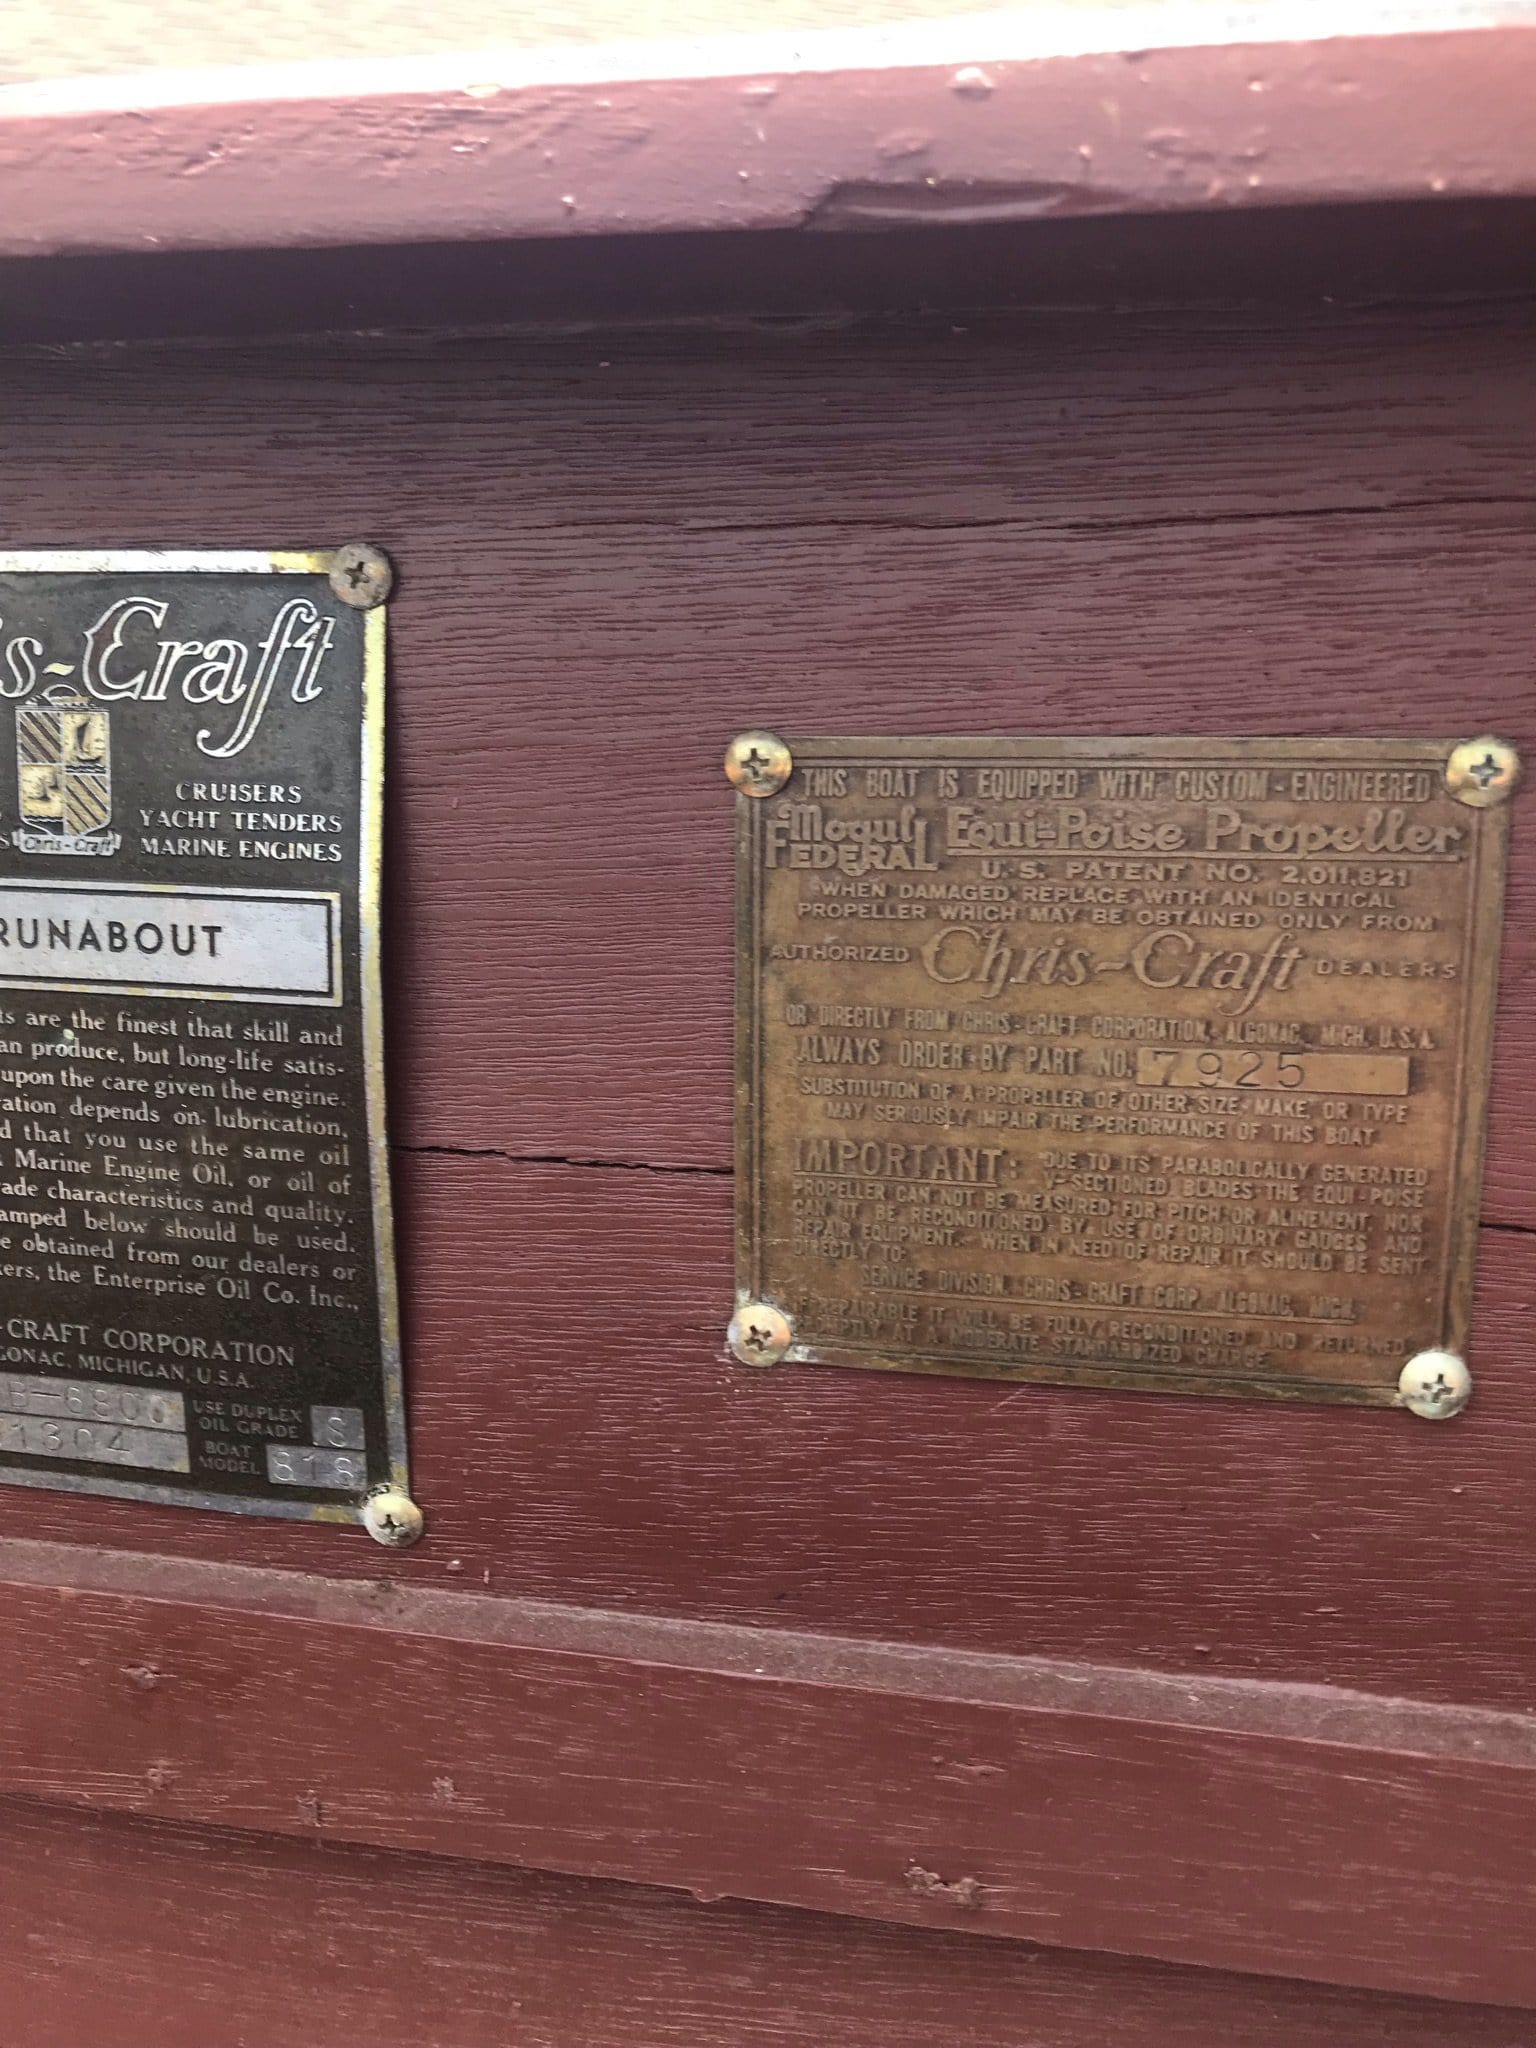 s-Craft
CRUISERS
YACHT TENDERS
MARINE ENGINES
Chris-Craft
RUNABOUT
ts are the finest that skill and
an produce, but long-life satis-
upon the care given the engine.
ation depends on lubrication,
d that you use the same oil
Marine Engine Oil, or oil of
ade characteristics and quality.
amped below should be used.
e obtained from our dealers or
kers, the Enterprise Oil Co. Inc.,
-CRAFT CORPORATION
GONAC, MICHIGAN, U.S.A.
B-6800
USE DUPLEX
OIL GRADE S
1304
BOAT
MODEL 818
THIS BOAT IS EQUIPPED WITH CUSTOM-ENGINEERED
Federal Mogul Equi-Poise Propeller
U.S. PATENT NO. 2,011,821
WHEN DAMAGED REPLACE WITH AN IDENTICAL
PROPELLER WHICH MAY BE OBTAINED ONLY FROM
AUTHORIZED Chris-Craft DEALERS
OR DIRECTLY FROM CHRIS-CRAFT CORPORATION, ALGONAC, MICH. U.S.A.
ALWAYS ORDER BY PART NO. 7925
SUBSTITUTION OF A PROPELLER OF OTHER SIZE MAKE OR TYPE
MAY SERIOUSLY IMPAIR THE PERFORMANCE OF THIS BOAT
IMPORTANT: DUE TO ITS PARABOLICALLY GENERATED
V-SECTIONED BLADES THE EQUI-POISE
PROPELLER CAN NOT BE MEASURED FOR PITCH OR ALINEMENT NOR
CAN IT BE RECONDITIONED BY USE OF ORDINARY GAUGES AND
REPAIR EQUIPMENT. WHEN IN NEED OF REPAIR IT SHOULD BE SENT
DIRECTLY TO:
SERVICE DIVISION, CHRIS-CRAFT CORP. ALGONAC, MICH.
IF REPAIRABLE IT WILL BE FULLY RECONDITIONED AND RETURNED
PROMPTLY AT A MODERATE STANDARDIZED CHARGE